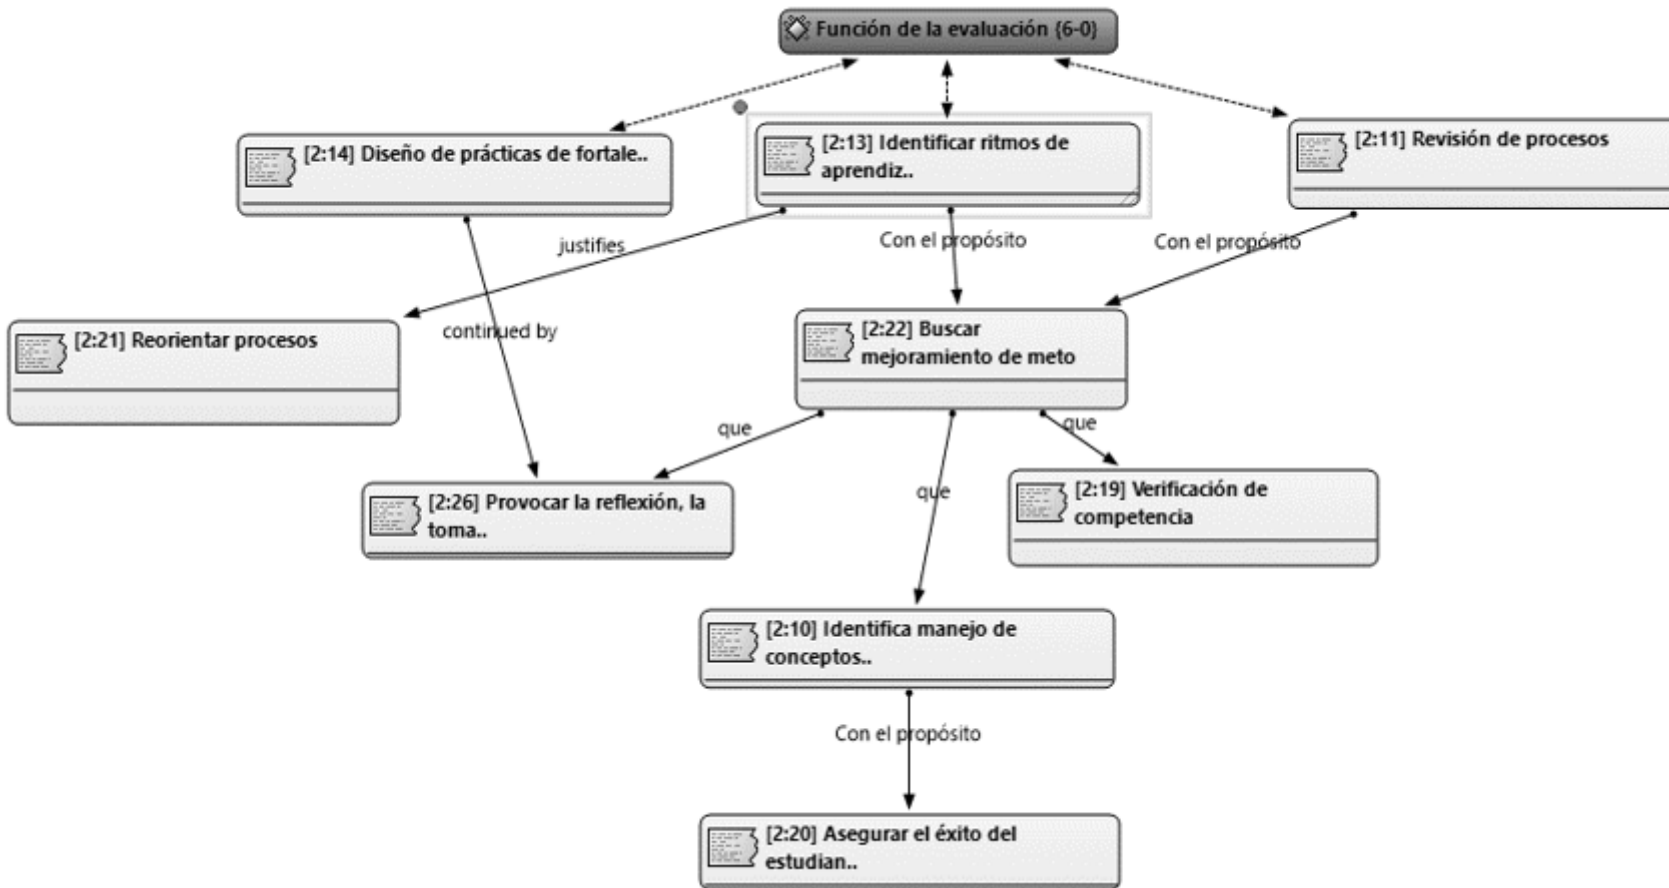 Función de la evaluación {6-0}
[2:14] Diseño de prácticas de fortale..
[2:13] Identificar ritmos de
aprendiz..
[2:11] Revisión de procesos
justifies
Con el propósito
Con el propósito
[2:21] Reorientar procesos
continued by
[2:22] Buscar
mejoramiento de meto
que
que
que
[2:26] Provocar la reflexión, la
toma..
[2:19] Verificación de
competencia
[2:10] Identifica manejo de
conceptos..
Con el propósito
[2:20] Asegurar el éxito del
estudian..